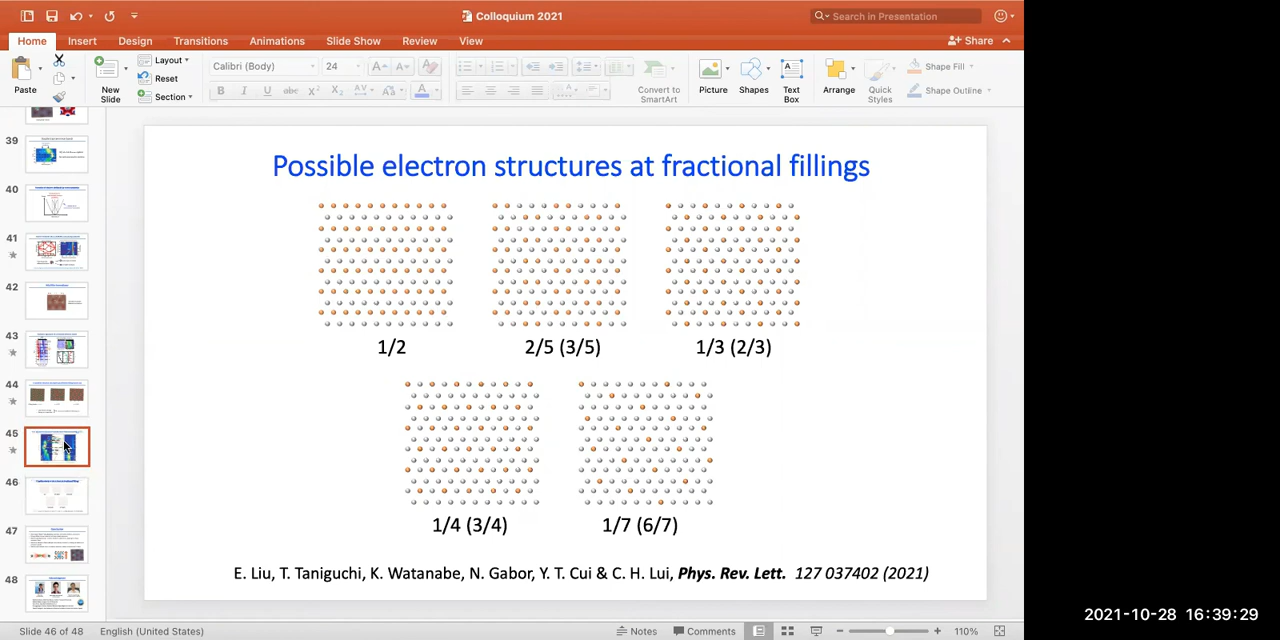 Colloquium 2021
Search in Presentation
Home Insert Design Transitions Animations Slide Show Review View Share
Paste
New Slide
Layout
Reset
Section
Calibri (Body) 24
B I U abc X² X₂ AV Aa A
Convert to SmartArt
Picture
Shapes
Text Box
Arrange
Quick Styles
Shape Fill
Shape Outline
39
40
41
42
43
44
45
46
47
48
Possible electron structures at fractional fillings
1/2 2/5 (3/5) 1/3 (2/3)
1/4 (3/4) 1/7 (6/7)
E. Liu, T. Taniguchi, K. Watanabe, N. Gabor, Y. T. Cui & C. H. Lui, Phys. Rev. Lett. 127 037402 (2021)
Slide 46 of 48 English (United States) Notes Comments 110%
2021-10-28 16:39:29